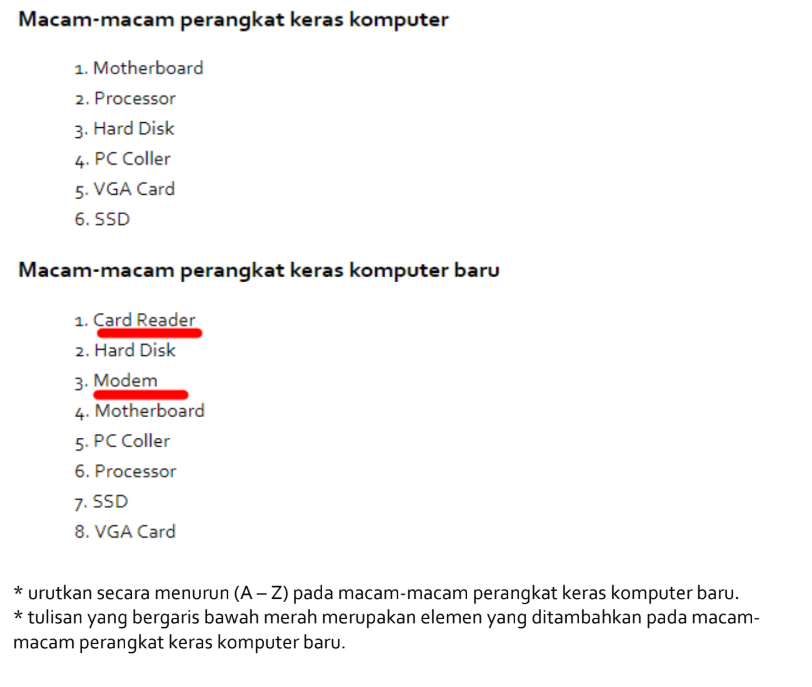 Macam-macam perangkat keras komputer
1. Motherboard
2. Processor
3. Hard Disk
4. PC Coller
5. VGA Card
6. SSD
Macam-macam perangkat keras komputer baru
1. Card Reader
2. Hard Disk
3. Modem
4. Motherboard
5. PC Coller
6. Processor
7. SSD
8. VGA Card
* urutkan secara menurun (A – Z) pada macam-macam perangkat keras komputer baru.
* tulisan yang bergaris bawah merah merupakan elemen yang ditambahkan pada macam-
macam perangkat keras komputer baru.